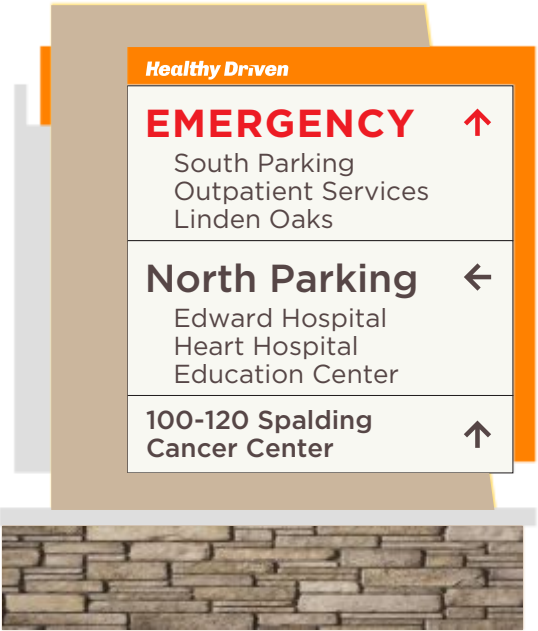 Healthy Driven
EMERGENCY ↑
South Parking
Outpatient Services
Linden Oaks
North Parking ←
Edward Hospital
Heart Hospital
Education Center
100-120 Spalding
Cancer Center ↑